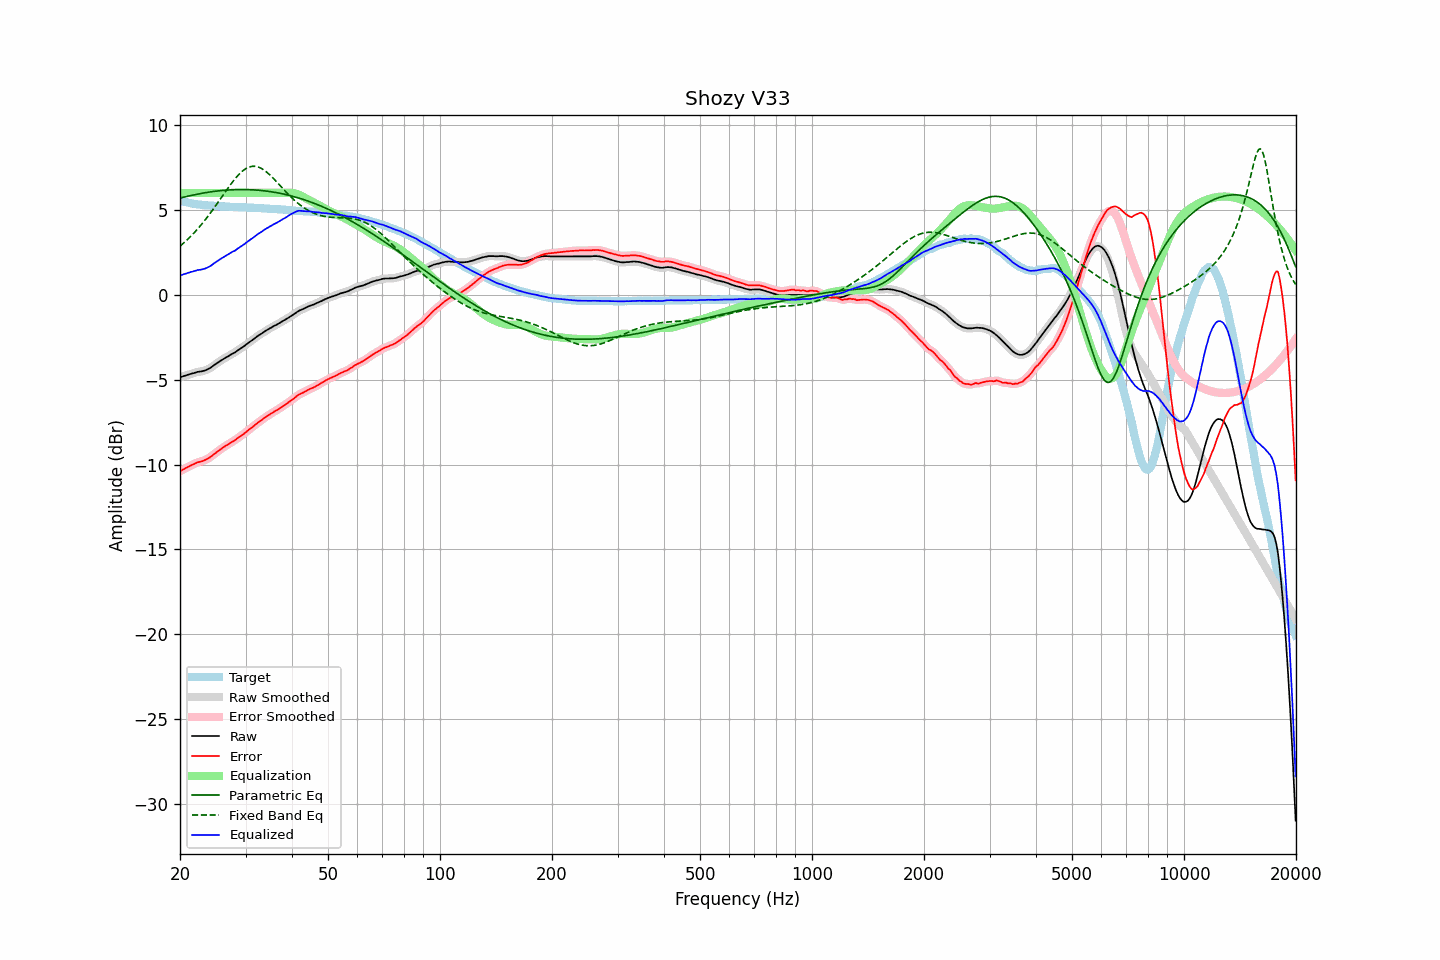 Shozy V33
Amplitude (dBr)
10
5
0
−5
−10
−15
−20
−25
−30
Target
Raw Smoothed
Error Smoothed
Raw
Error
Equalization
Parametric Eq
Fixed Band Eq
Equalized
20 50 100 200 500 1000 2000 5000 10000 20000
Frequency (Hz)